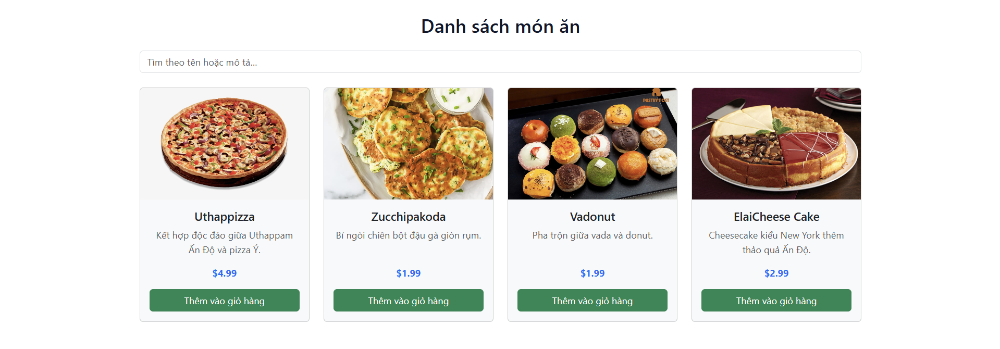 Danh sách món ăn
Tìm theo tên hoặc mô tả...
PASTRY POST
Uthappizza
Kết hợp độc đáo giữa Uthappam
Ấn Độ và pizza Ý.
$4.99
Thêm vào giỏ hàng
Zucchipakoda
Bí ngòi chiên bột đậu gà giòn rụm.
$1.99
Thêm vào giỏ hàng
Vadonut
Pha trộn giữa vada và donut.
$1.99
Thêm vào giỏ hàng
ElaiCheese Cake
Cheesecake kiểu New York thêm
thảo quả Ấn Độ.
$2.99
Thêm vào giỏ hàng